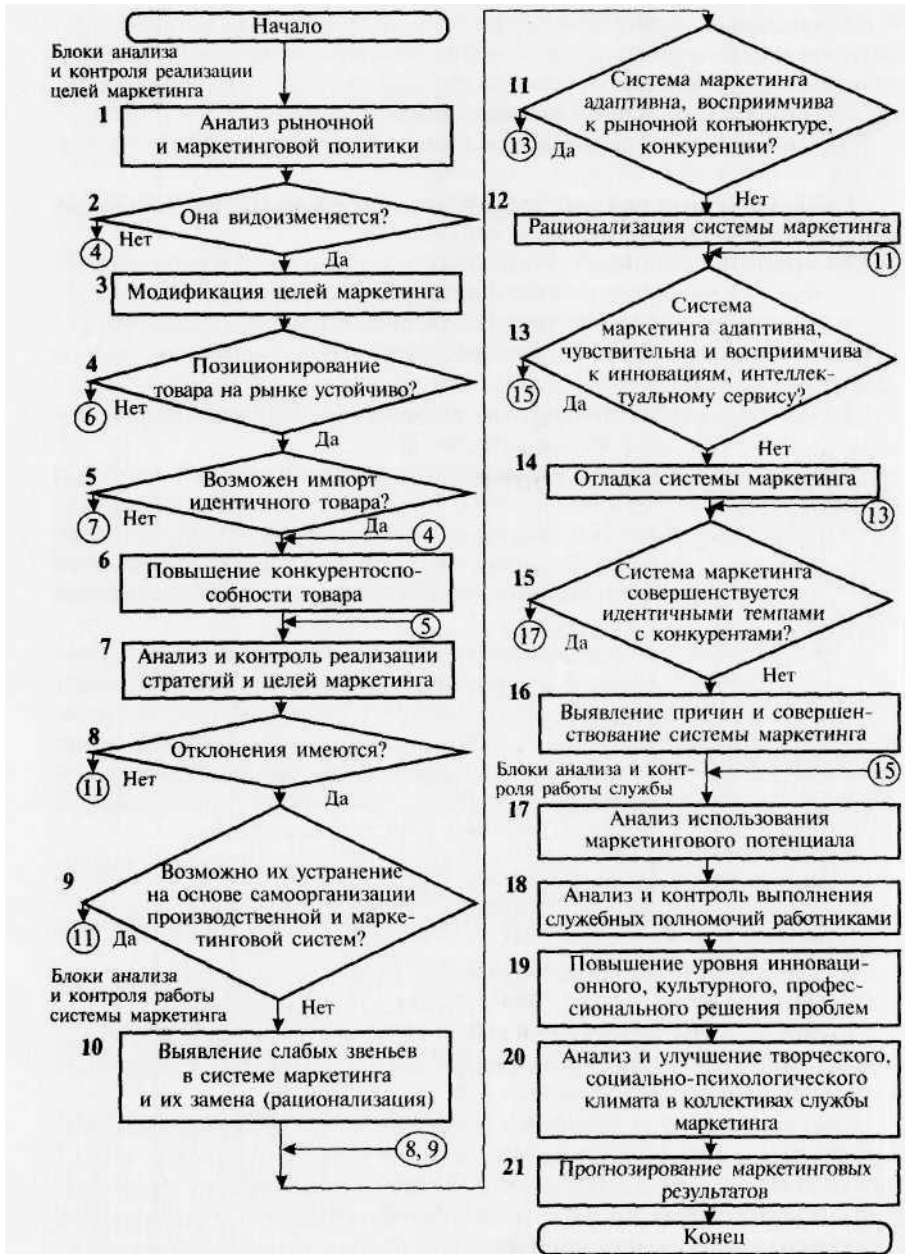 Начало
Блоки анализа
и контроля реализации
целей маркетинга
1
Анализ рыночной
и маркетинговой политики
2
Она видоизменяется?
4
Нет
Да
3
Модификация целей маркетинга
4
Позиционирование
товара на рынке устойчиво?
6
Нет
Да
5
Возможен импорт
идентичного товара?
7
Нет
Да
4
6
Повышение конкурентоспо-
собности товара
5
7
Анализ и контроль реализации
стратегий и целей маркетинга
8
Отклонения имеются?
11
Нет
Да
9
Возможно их устранение
на основе самоорганизации
производственной и марке-
тинговой систем?
11
Да
Блоки анализа
и контроля работы
системы маркетинга
Нет
10
Выявление слабых звеньев
в системе маркетинга
и их замена (рационализация)
8, 9
11
Система маркетинга
адаптивна, восприимчива
к рыночной конъюнктуре,
конкуренции?
13
Да
Нет
12
Рационализация системы маркетинга
11
13
Система
маркетинга адаптивна,
чувствительна и восприимчива
к инновациям, интеллек-
туальному сервису?
15
Да
Нет
14
Отладка системы маркетинга
13
15
Система маркетинга
совершенствуется
идентичными темпами
с конкурентами?
17
Да
Нет
16
Выявление причин и совершен-
ствование системы маркетинга
Блоки анализа и конт-
роля работы службы
15
17
Анализ использования
маркетингового потенциала
18
Анализ и контроль выполнения
служебных полномочий работниками
19
Повышение уровня инноваци-
онного, культурного, профес-
сионального решения проблем
20
Анализ и улучшение творческого,
социально-психологического
климата в коллективах службы
маркетинга
21
Прогнозирование маркетинговых
результатов
Конец